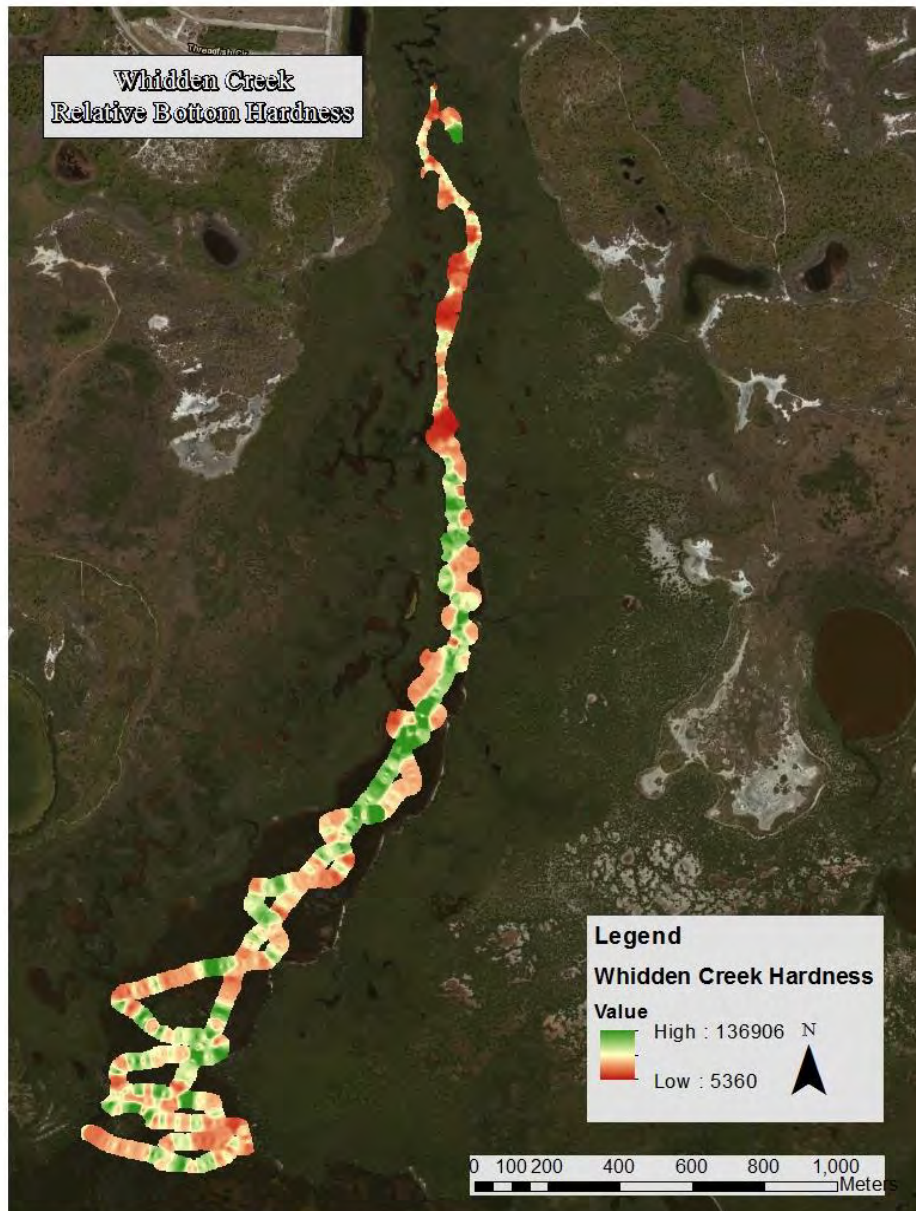 Whidden Creek
Relative Bottom Hardness
Legend
Whidden Creek Hardness
Value
High : 136906
N
Low : 5360
0 100 200 400 600 800 1,000
Meters